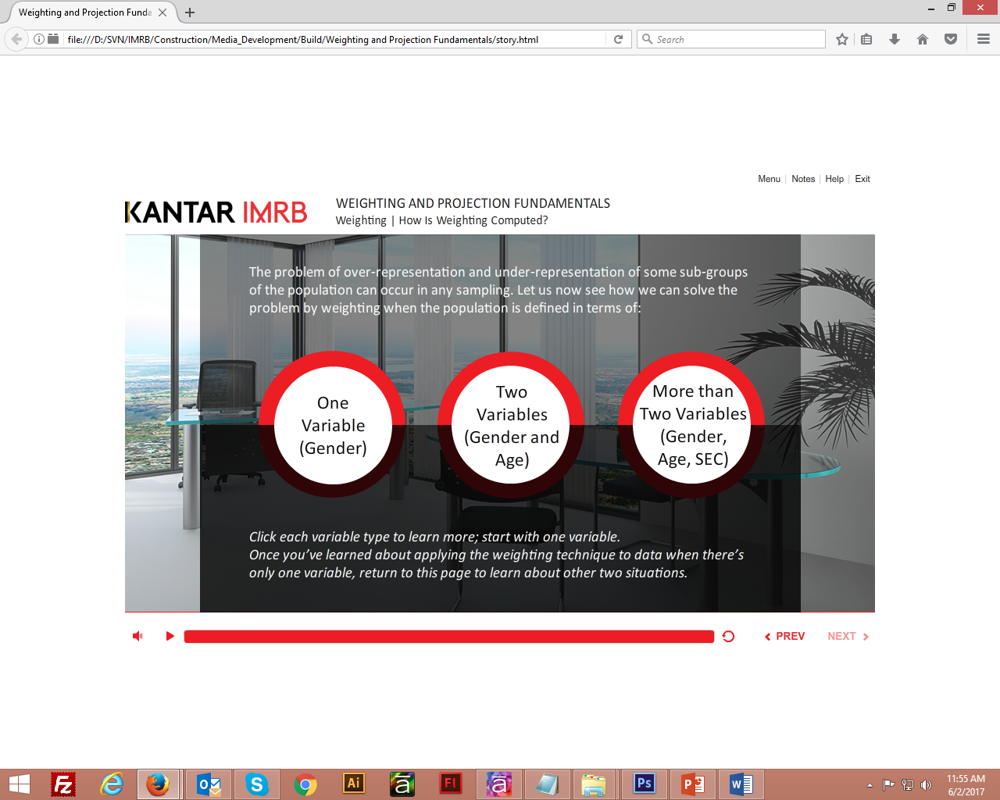 Weighting and Projection Funda
file:///D:/SVN/IMRB/Construction/Media_Development/Build/Weighting and Projection Fundamentals/story.html
Search
Menu | Notes | Help | Exit
KANTAR IMRB
WEIGHTING AND PROJECTION FUNDAMENTALS
Weighting | How Is Weighting Computed?
The problem of over-representation and under-representation of some sub-groups
of the population can occur in any sampling. Let us now see how we can solve the
problem by weighting when the population is defined in terms of:
One
Variable
(Gender)
Two
Variables
(Gender and
Age)
More than
Two Variables
(Gender,
Age, SEC)
Click each variable type to learn more; start with one variable.
Once you've learned about applying the weighting technique to data when there's
only one variable, return to this page to learn about other two situations.
PREV
NEXT
Fz
Ai
a
Fl
a
Ps
11:55 AM
6/2/2017